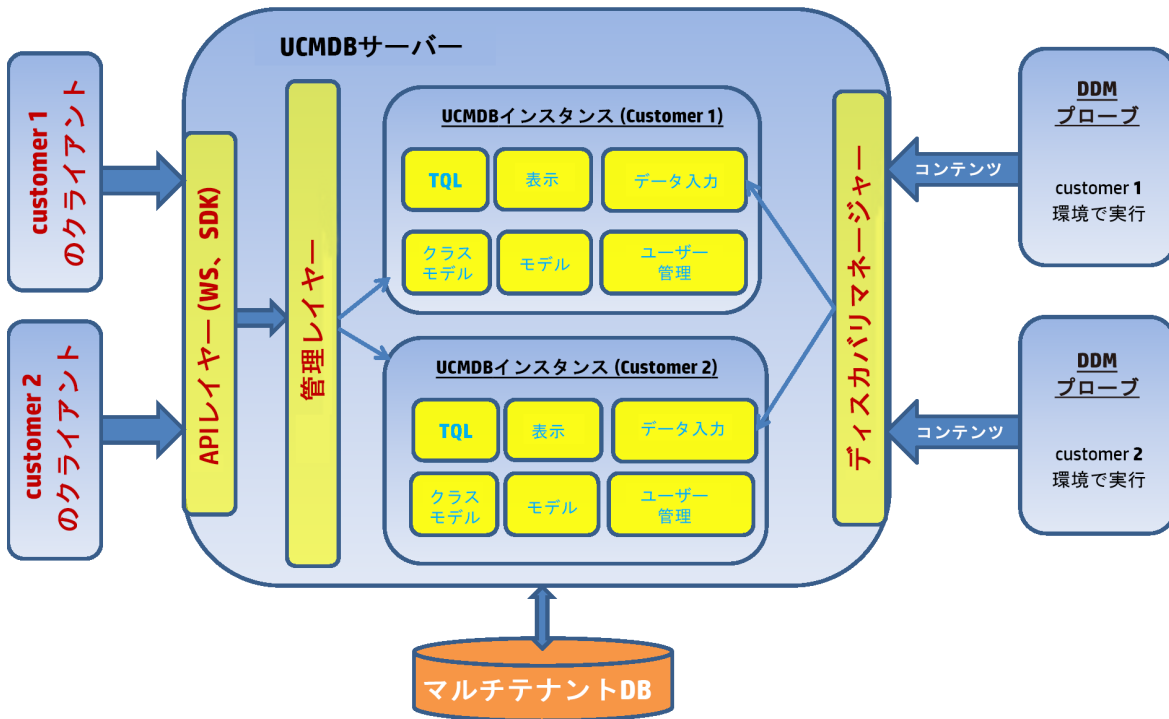 UCMDBサーバー
customer 1
のクライアント
customer 2
のクライアント
APIレイヤー (WS、SDK)
管理レイヤー
UCMDBインスタンス (Customer 1)
TQL
表示
データ入力
クラス
モデル
モデル
ユーザー
管理
UCMDBインスタンス (Customer 2)
TQL
表示
データ入力
クラス
モデル
モデル
ユーザー
管理
ディスカバリマネージャー
コンテンツ
DDM
プローブ
customer 1
環境で実行
コンテンツ
DDM
プローブ
customer 2
環境で実行
マルチテナントDB